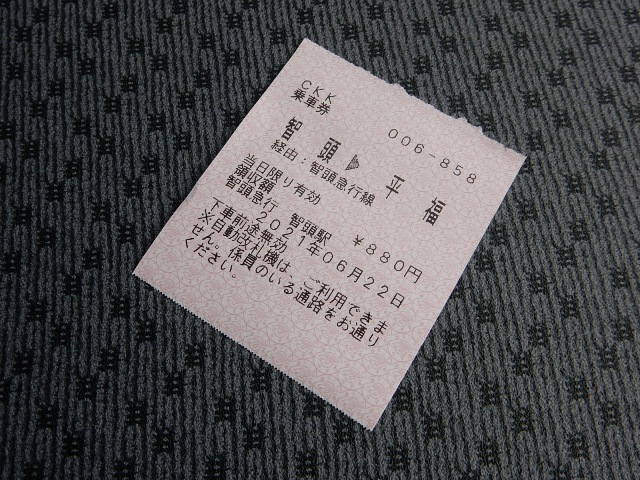 CKK
乗車券
006-858
智頭 ▶ 平福
経由：智頭急行線
当日限り有効
領収額 ¥880円
智頭急行 智頭駅
2021年06月22日
下車前途無効
※自動改札機は、ご利用できま
せん。係員のいる通路をお通り
ください。